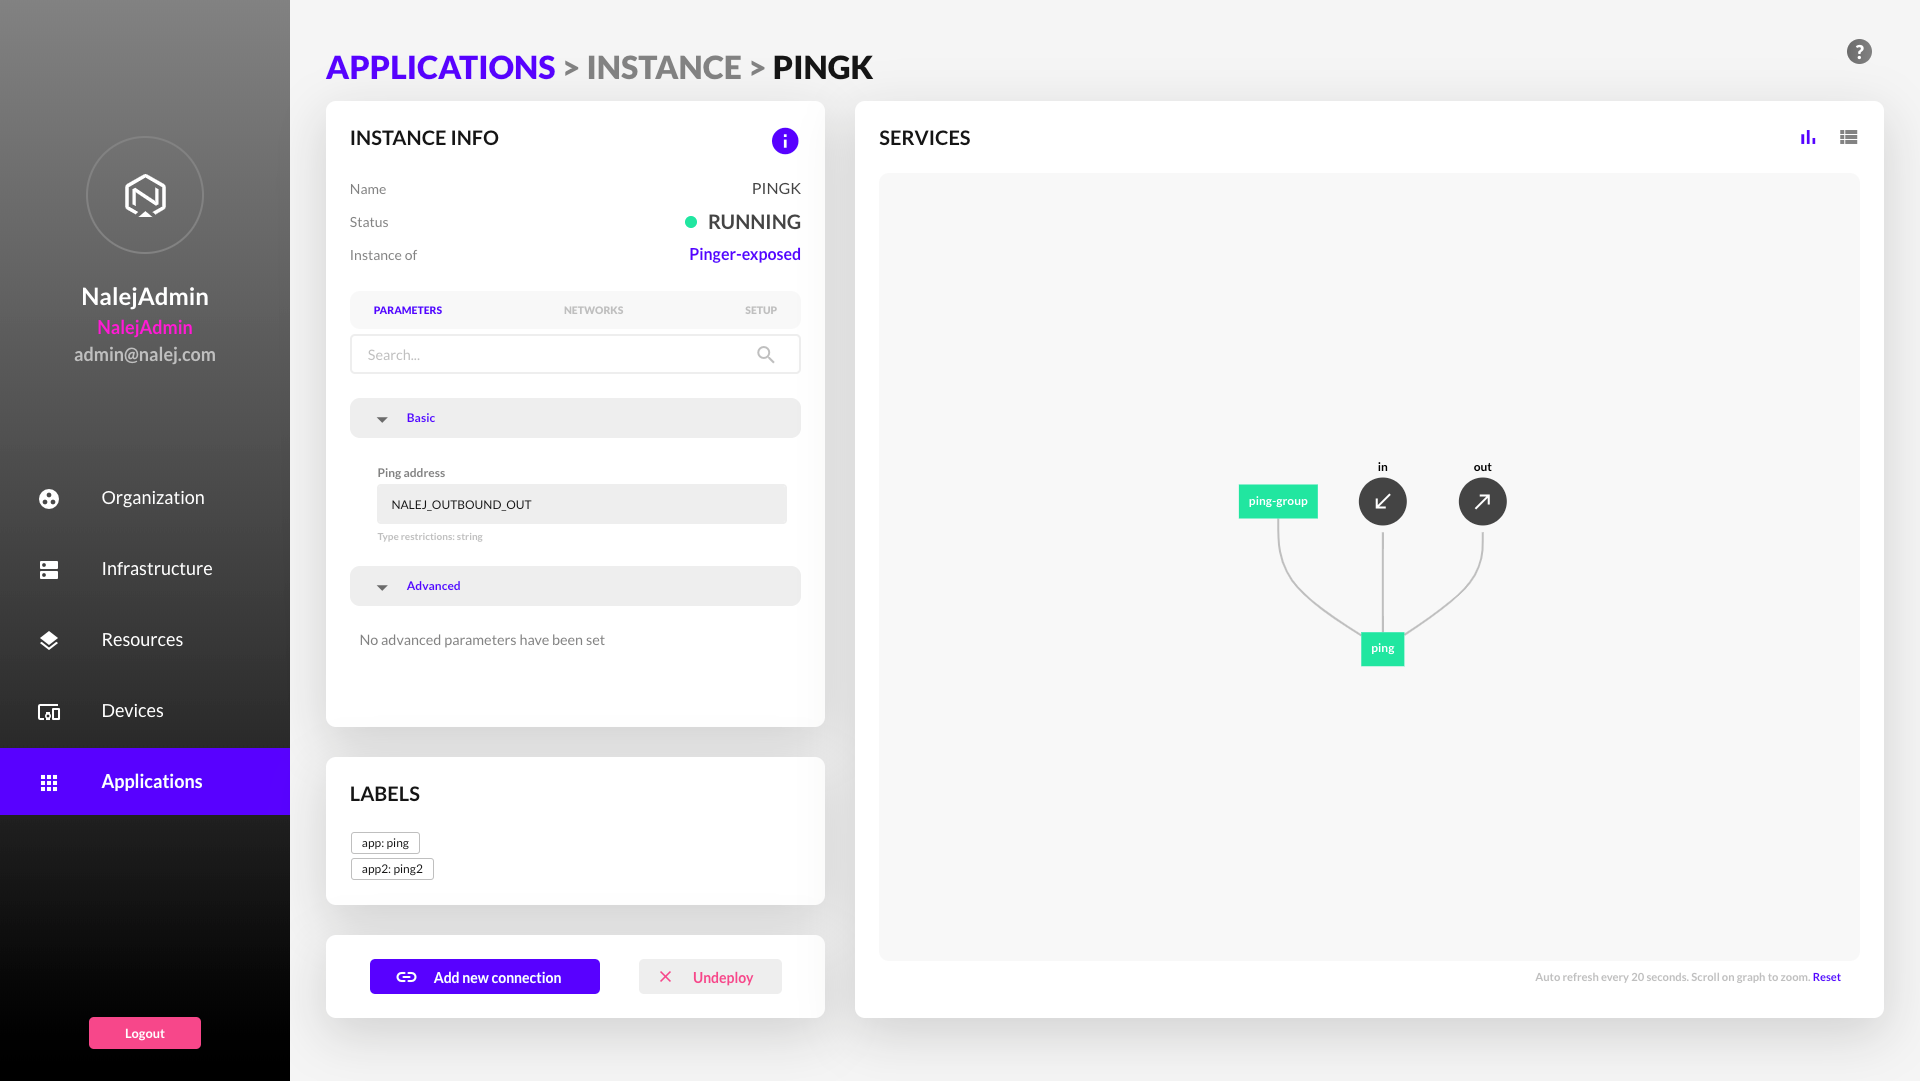 NalejAdmin
NalejAdmin
admin@nalej.com
Organization
Infrastructure
Resources
Devices
Applications
Logout
APPLICATIONS > INSTANCE > PINGK
?
INSTANCE INFO
i
Name PINGK
Status RUNNING
Instance of Pinger-exposed
PARAMETERS NETWORKS SETUP
Search...
Basic
Ping address
NALEJ_OUTBOUND_OUT
Type restrictions: string
Advanced
No advanced parameters have been set
LABELS
app: ping
app2: ping2
Add new connection Undeploy
SERVICES
in out
ping-group
ping
Auto refresh every 20 seconds. Scroll on graph to zoom. Reset